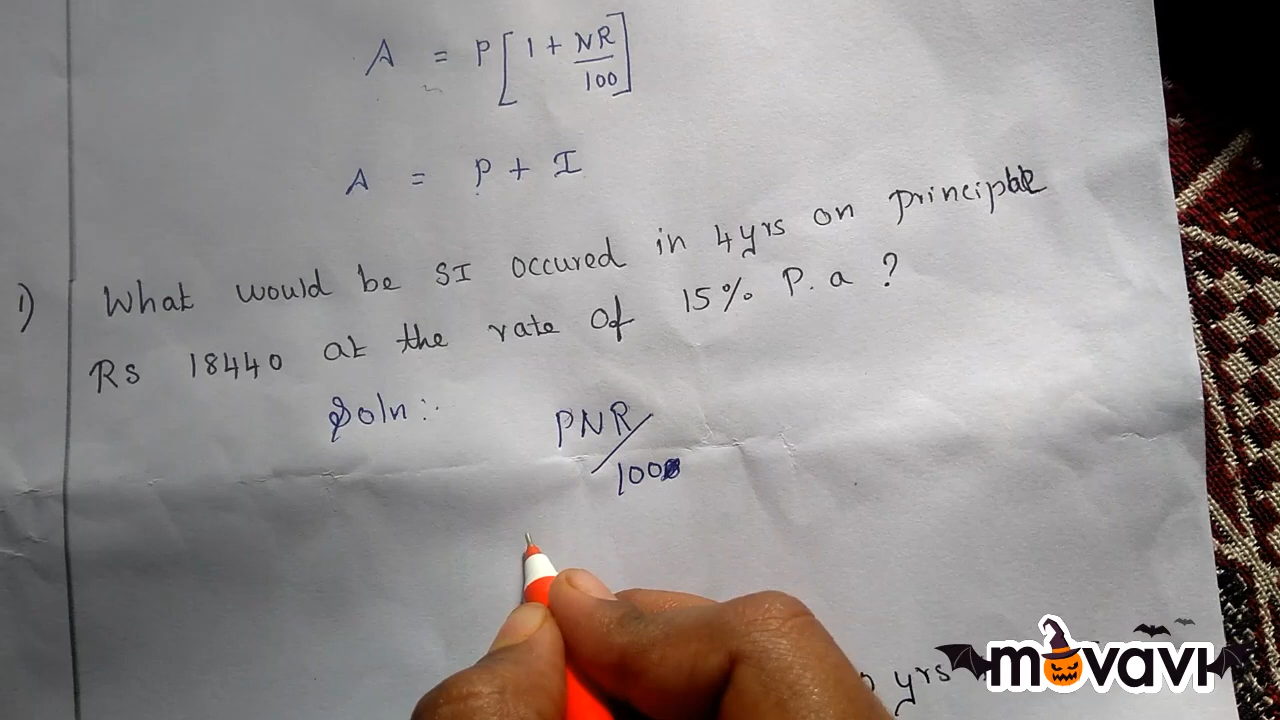 A = P[1 + NR/100]
A = P + I
1) What would be SI occured in 4yrs on principle
Rs 18440 at the rate of 15% P.a ?
Soln :-
PNR/100
yrs
movavi